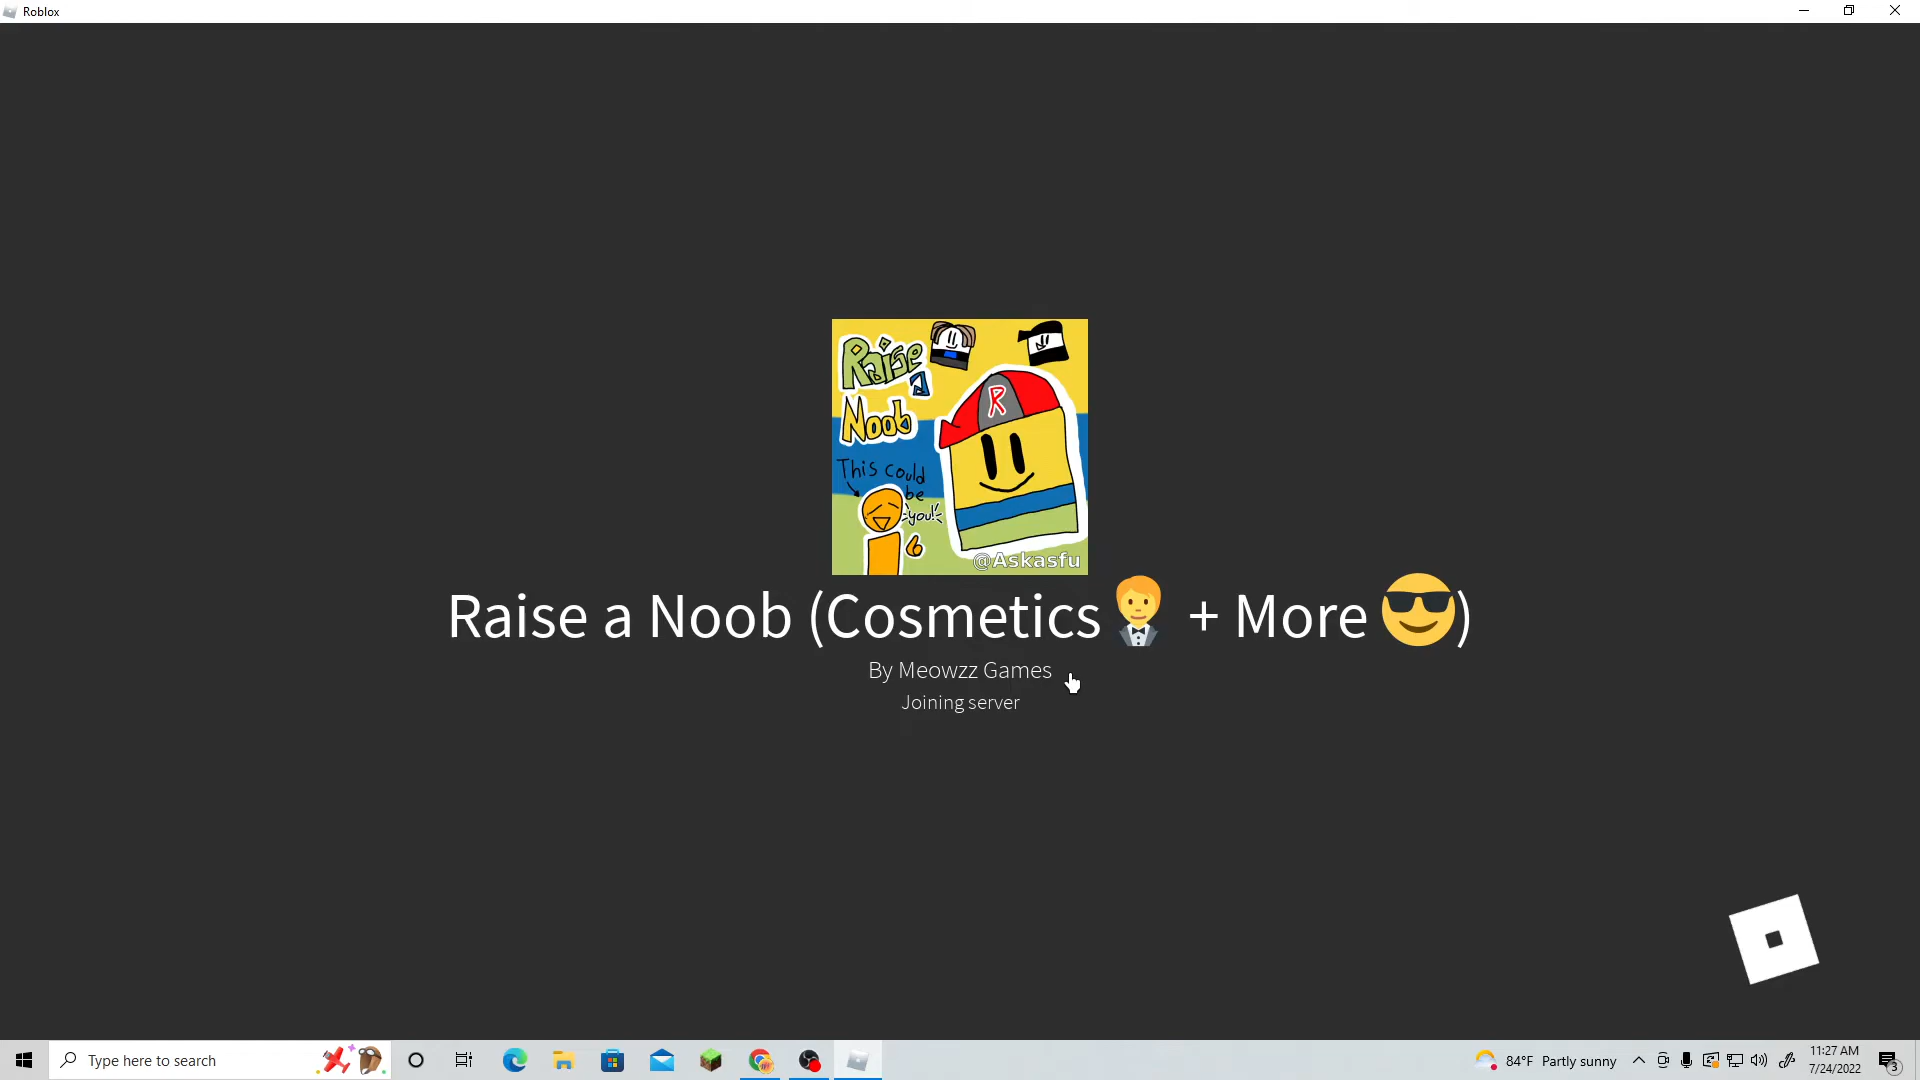 Roblox
Raise
a
Noob
R
This could
be
you!
@Askasfu
Raise a Noob (Cosmetics🤵 + More 😎)
By Meowzz Games
Joining server
Type here to search
84°F Partly sunny
11:27 AM
7/24/2022
3